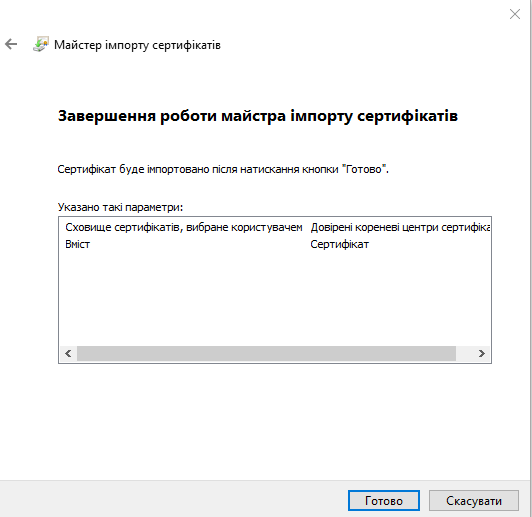 Майстер імпорту сертифікатів
Завершення роботи майстра імпорту сертифікатів
Сертифікат буде імпортовано після натискання кнопки "Готово".
Указано такі параметри:
Сховище сертифікатів, вибране користувачем Довірені кореневі центри сертифіка
Вміст Сертифікат
Готово Скасувати